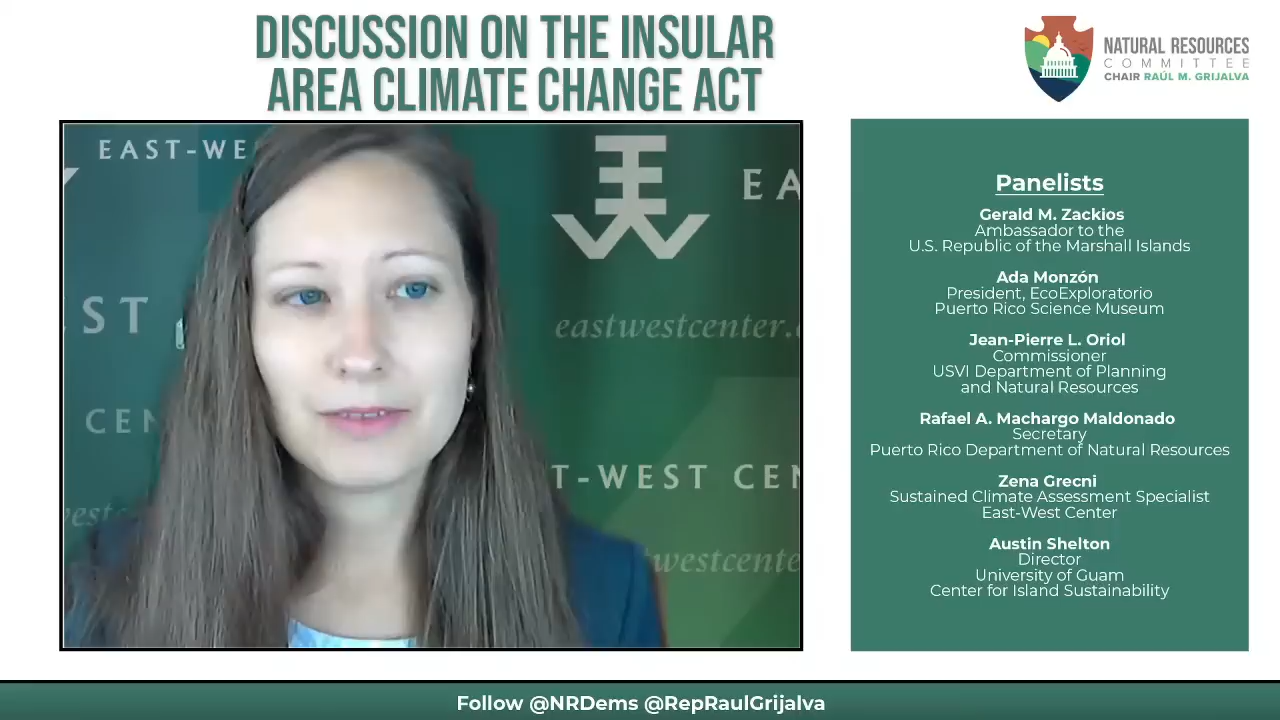 DISCUSSION ON THE INSULAR
AREA CLIMATE CHANGE ACT
NATURAL RESOURCES
COMMITTEE
CHAIR RAÚL M. GRIJALVA
EAST-WE
EA
ST
eastwestcenter.
CEN
T-WEST CEN
westcente
Panelists
Gerald M. Zackios
Ambassador to the
U.S. Republic of the Marshall Islands
Ada Monzón
President, EcoExploratorio
Puerto Rico Science Museum
Jean-Pierre L. Oriol
Commissioner
USVI Department of Planning
and Natural Resources
Rafael A. Machargo Maldonado
Secretary
Puerto Rico Department of Natural Resources
Zena Grecni
Sustained Climate Assessment Specialist
East-West Center
Austin Shelton
Director
University of Guam
Center for Island Sustainability
Follow @NRDems @RepRaulGrijalva